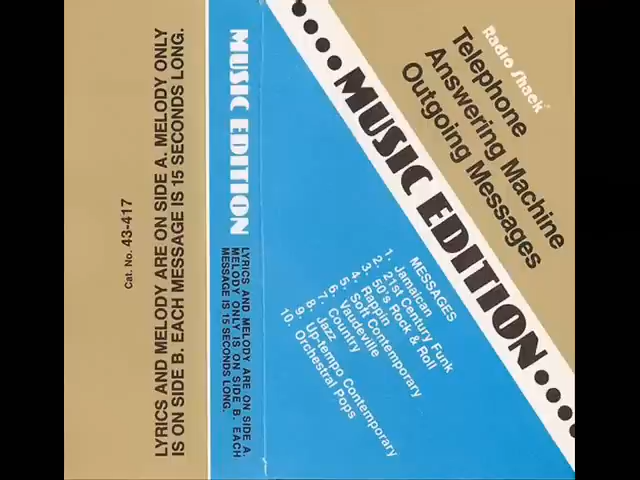 Radio Shack
Telephone
Answering Machine
Outgoing Messages
MUSIC EDITION
MESSAGES
1. Jamaican
2. 21st Century Funk
3. 50's Rock & Roll
4. Rappin
5. Soft Contemporary
6. Vaudeville
7. Country
8. Jazz
9. Up-tempo Contemporary
10. Orchestral Pops
MUSIC EDITION
LYRICS AND MELODY ARE ON SIDE A.
MELODY ONLY IS ON SIDE B. EACH
MESSAGE IS 15 SECONDS LONG.
LYRICS AND MELODY ARE ON SIDE A. MELODY ONLY
IS ON SIDE B. EACH MESSAGE IS 15 SECONDS LONG.
Cat. No. 43-417